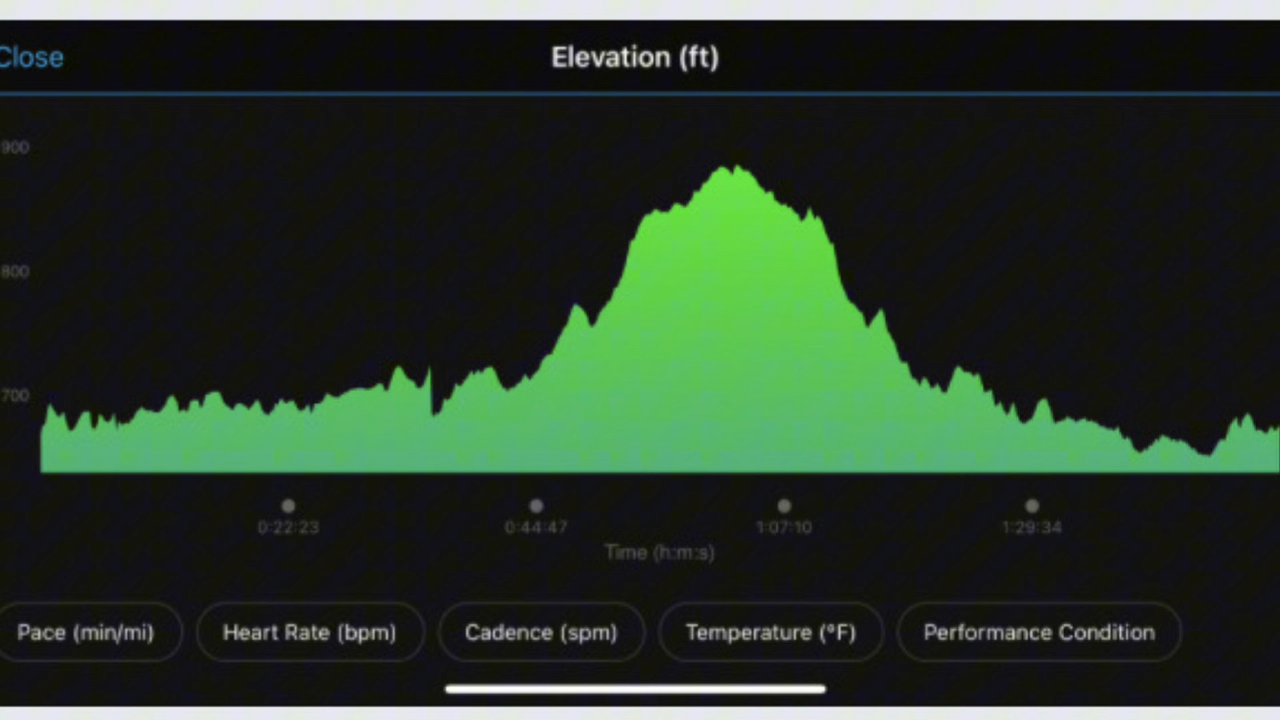 Close
Elevation (ft)
900
800
700
0:22:23 0:44:47 1:07:10 1:29:34
Time (h:m:s)
Pace (min/mi) Heart Rate (bpm) Cadence (spm) Temperature (°F) Performance Condition